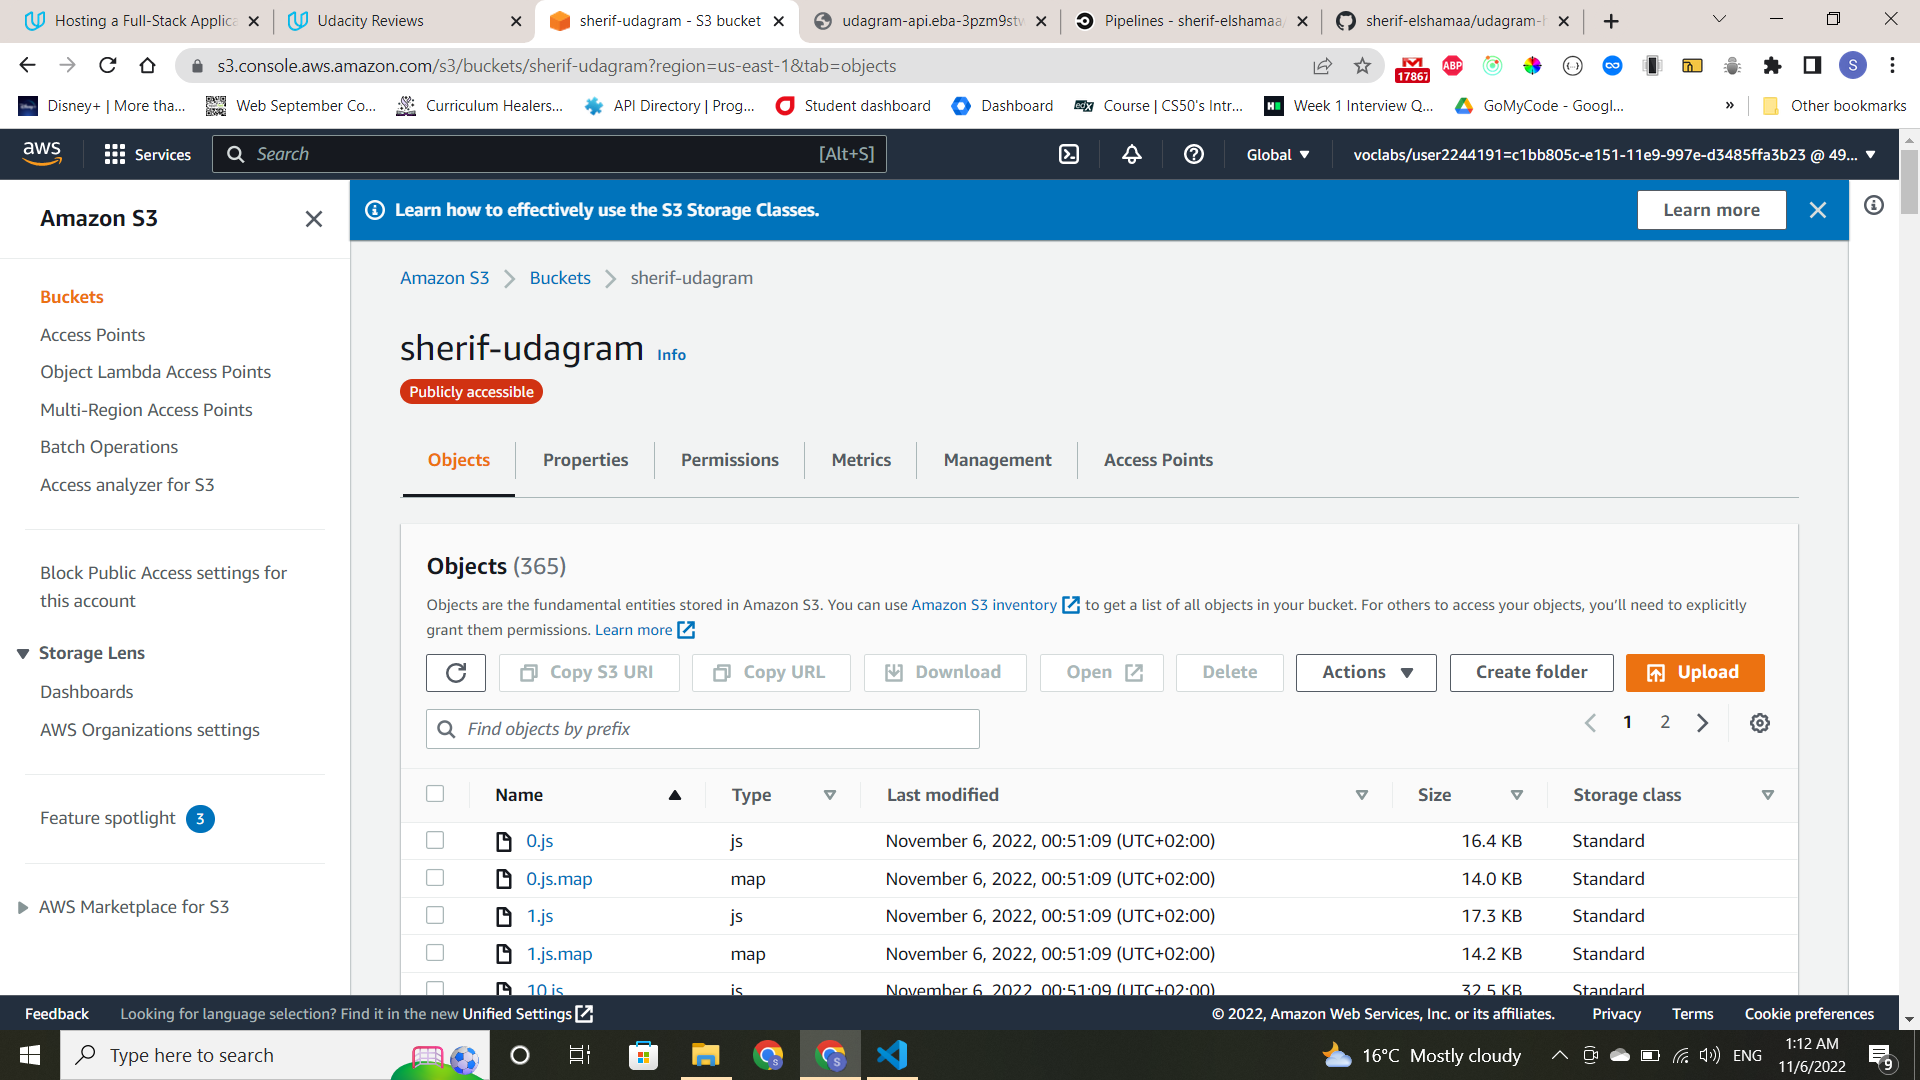 Hosting a Full-Stack Applica
Udacity Reviews
sherif-udagram - S3 bucket
udagram-api.eba-3pzm9stw
Pipelines - sherif-elshamaa/
sherif-elshamaa/udagram-h
s3.console.aws.amazon.com/s3/buckets/sherif-udagram?region=us-east-1&tab=objects
17867
ABP
S
Disney+ | More tha...
Web September Co...
Curriculum Healers...
API Directory | Prog...
Student dashboard
Dashboard
edX
Course | CS50's Intr...
Week 1 Interview Q...
GoMyCode - Googl...
»
Other bookmarks
aws
Services
Search
[Alt+S]
Global
voclabs/user2244191=c1bb805c-e151-11e9-997e-d3485ffa3b23 @ 49...
Amazon S3
Learn how to effectively use the S3 Storage Classes.
Learn more
Buckets
Access Points
Object Lambda Access Points
Multi-Region Access Points
Batch Operations
Access analyzer for S3
Block Public Access settings for
this account
Storage Lens
Dashboards
AWS Organizations settings
Feature spotlight 3
AWS Marketplace for S3
Amazon S3
Buckets
sherif-udagram
sherif-udagram Info
Publicly accessible
Objects
Properties
Permissions
Metrics
Management
Access Points
Objects (365)
Objects are the fundamental entities stored in Amazon S3. You can use Amazon S3 inventory to get a list of all objects in your bucket. For others to access your objects, you’ll need to explicitly
grant them permissions. Learn more
Copy S3 URI
Copy URL
Download
Open
Delete
Actions
Create folder
Upload
Find objects by prefix
1
2
Name
Type
Last modified
Size
Storage class
0.js js November 6, 2022, 00:51:09 (UTC+02:00) 16.4 KB Standard
0.js.map map November 6, 2022, 00:51:09 (UTC+02:00) 14.0 KB Standard
1.js js November 6, 2022, 00:51:09 (UTC+02:00) 17.3 KB Standard
1.js.map map November 6, 2022, 00:51:09 (UTC+02:00) 14.2 KB Standard
10.js js November 6, 2022, 00:51:09 (UTC+02:00) 32.5 KB Standard
Feedback
Looking for language selection? Find it in the new Unified Settings
© 2022, Amazon Web Services, Inc. or its affiliates.
Privacy
Terms
Cookie preferences
Type here to search
16°C Mostly cloudy
ENG
1:12 AM
11/6/2022
9